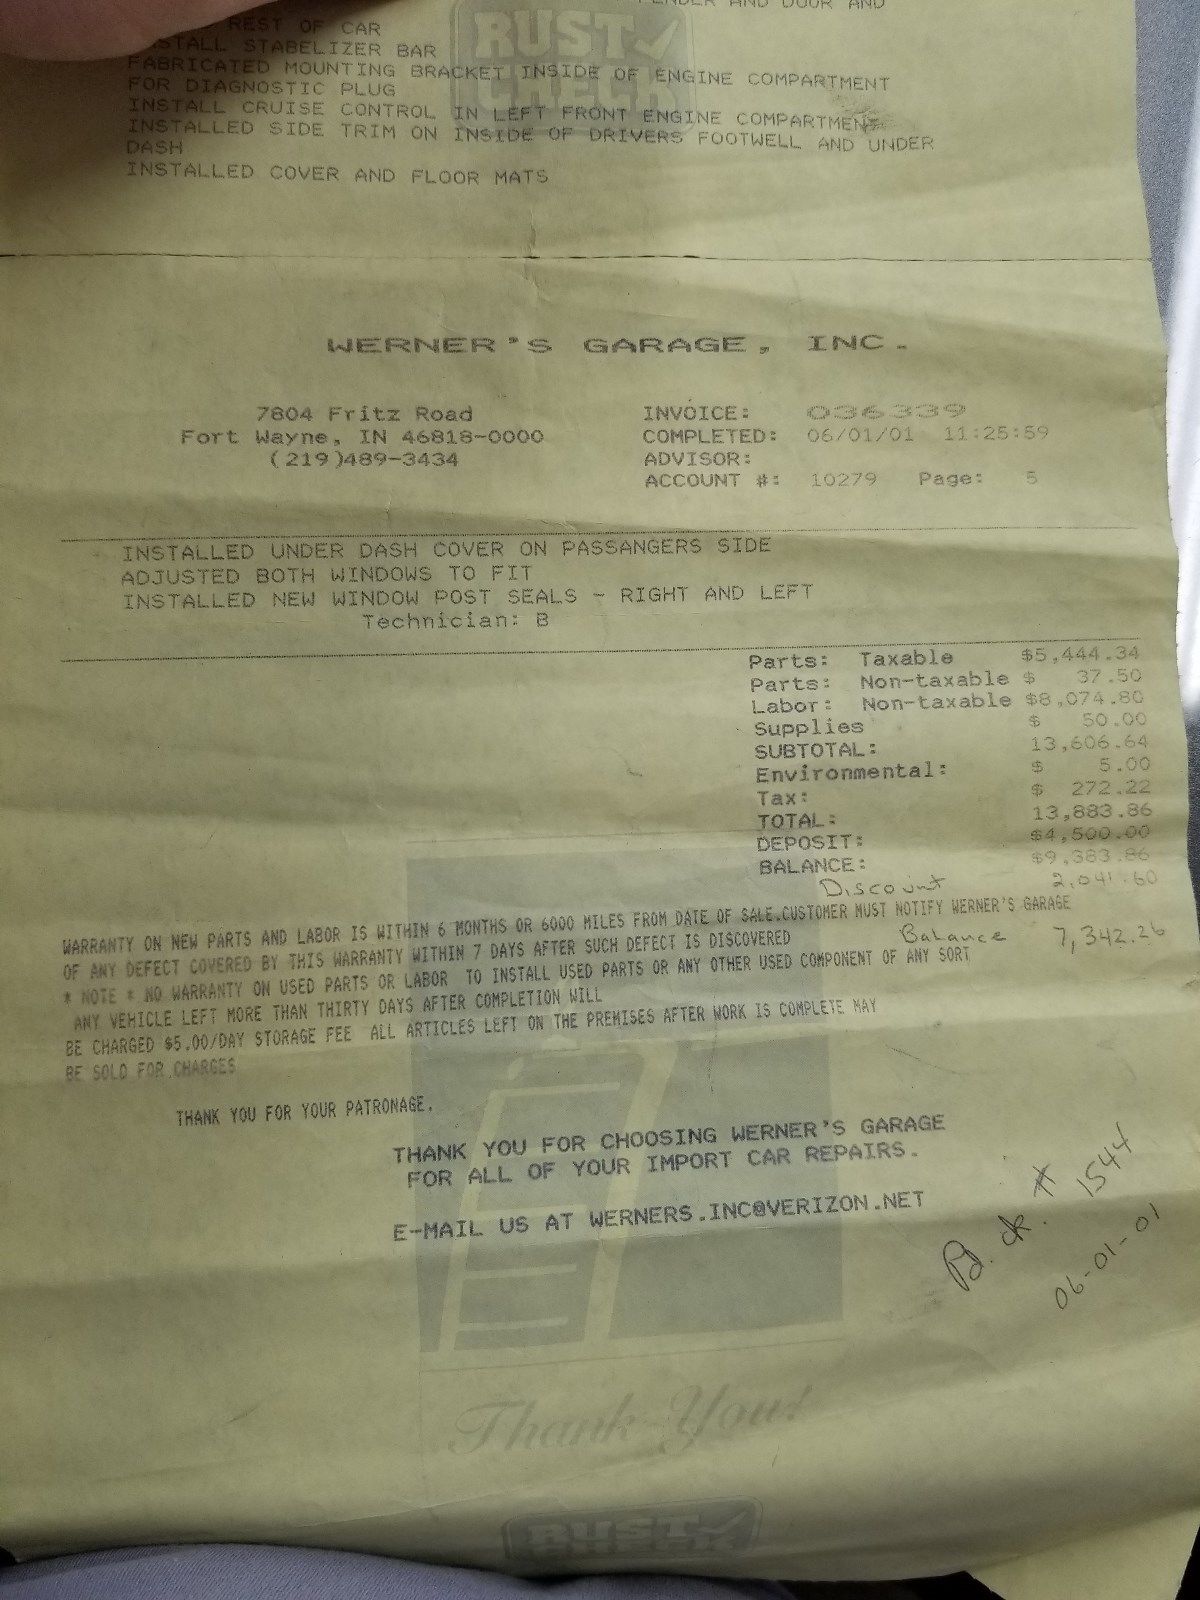 FENDER AND DOOR AND
REST OF CAR
INSTALL STABELIZER BAR
FABRICATED MOUNTING BRACKET INSIDE OF ENGINE COMPARTMENT
FOR DIAGNOSTIC PLUG
INSTALL CRUISE CONTROL IN LEFT FRONT ENGINE COMPARTMENT
INSTALLED SIDE TRIM ON INSIDE OF DRIVERS FOOTWELL AND UNDER
DASH
INSTALLED COVER AND FLOOR MATS
RUST
CHECK
WERNER'S GARAGE, INC.
7804 Fritz Road
Fort Wayne, IN 46818-0000
(219)489-3434
INVOICE: 036339
COMPLETED: 06/01/01 11:25:59
ADVISOR:
ACCOUNT #: 10279 Page: 5
INSTALLED UNDER DASH COVER ON PASSANGERS SIDE
ADJUSTED BOTH WINDOWS TO FIT
INSTALLED NEW WINDOW POST SEALS - RIGHT AND LEFT
Technician: B
Parts: Taxable $5,444.34
Parts: Non-taxable $ 37.50
Labor: Non-taxable $8,074.80
Supplies $ 50.00
SUBTOTAL: 13,606.64
Environmental: $ 5.00
Tax: $ 272.22
TOTAL: 13,883.86
DEPOSIT: $4,500.00
BALANCE: $9,383.86
Discount 2,041.60
Balance 7,342.26
WARRANTY ON NEW PARTS AND LABOR IS WITHIN 6 MONTHS OR 6000 MILES FROM DATE OF SALE.CUSTOMER MUST NOTIFY WERNER'S GARAGE
OF ANY DEFECT COVERED BY THIS WARRANTY WITHIN 7 DAYS AFTER SUCH DEFECT IS DISCOVERED
* NOTE * NO WARRANTY ON USED PARTS OR LABOR TO INSTALL USED PARTS OR ANY OTHER USED COMPONENT OF ANY SORT
ANY VEHICLE LEFT MORE THAN THIRTY DAYS AFTER COMPLETION WILL
BE CHARGED $5.00/DAY STORAGE FEE ALL ARTICLES LEFT ON THE PREMISES AFTER WORK IS COMPLETE MAY
BE SOLD FOR CHARGES
THANK YOU FOR YOUR PATRONAGE.
THANK YOU FOR CHOOSING WERNER'S GARAGE
FOR ALL OF YOUR IMPORT CAR REPAIRS.
E-MAIL US AT WERNERS.INC@VERIZON.NET
Pd. ck. # 1544
06-01-01
Thank You!
RUST
CHECK